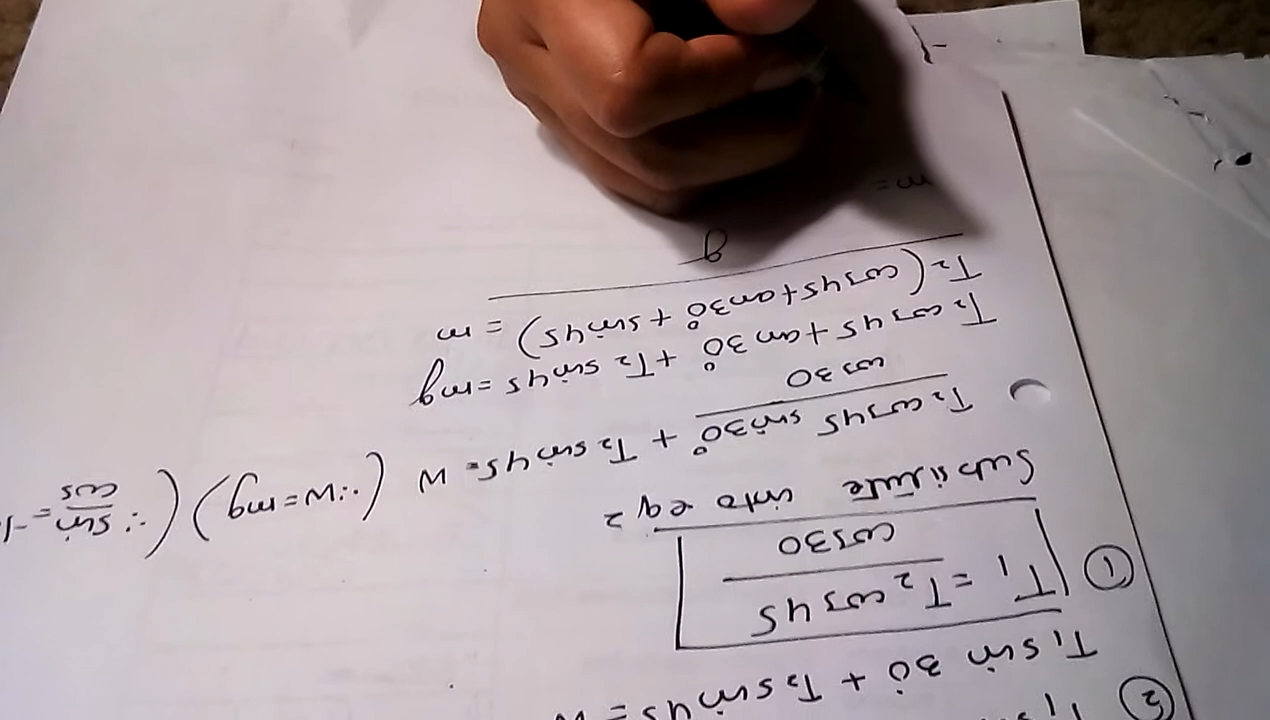 ② T₁ si
T₁ sin 30° + T₂ sin 45 = W
① T₁ = T₂ cos 45 / cos 30
Substitute into eq 2
T₂ cos 45 sin 30° / cos 30 + T₂ sin 45 = W (∵ W = mg) (∵ sin / cos =
T₂ cos 45 tan 30° + T₂ sin 45 = mg
T₂ (cos 45 tan 30° + sin 45) / g = m
m =